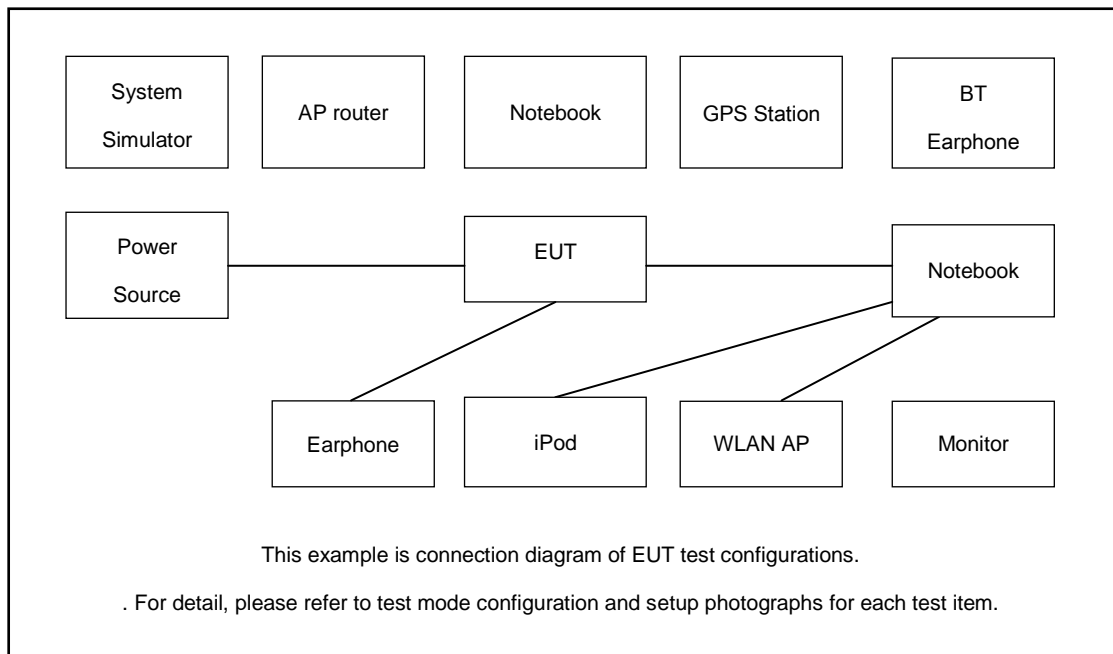 System
Simulator
AP router
Notebook
GPS Station
BT
Earphone
Power
Source
EUT
Notebook
Earphone
iPod
WLAN AP
Monitor
This example is connection diagram of EUT test configurations.
. For detail, please refer to test mode configuration and setup photographs for each test item.